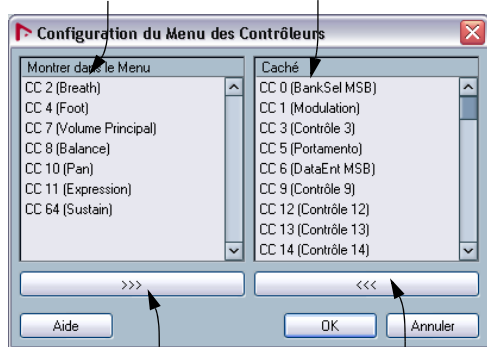 Configuration du Menu des Contrôleurs
Montrer dans le Menu
CC 2 (Breath)
CC 4 (Foot)
CC 7 (Volume Principal)
CC 8 (Balance)
CC 10 (Pan)
CC 11 (Expression)
CC 64 (Sustain)
>>>
Caché
CC 0 (BankSel MSB)
CC 1 (Modulation)
CC 3 (Contrôle 3)
CC 5 (Portamento)
CC 6 (DataEnt MSB)
CC 9 (Contrôle 9)
CC 12 (Contrôle 12)
CC 13 (Contrôle 13)
CC 14 (Contrôle 14)
<<<
Aide
OK
Annuler